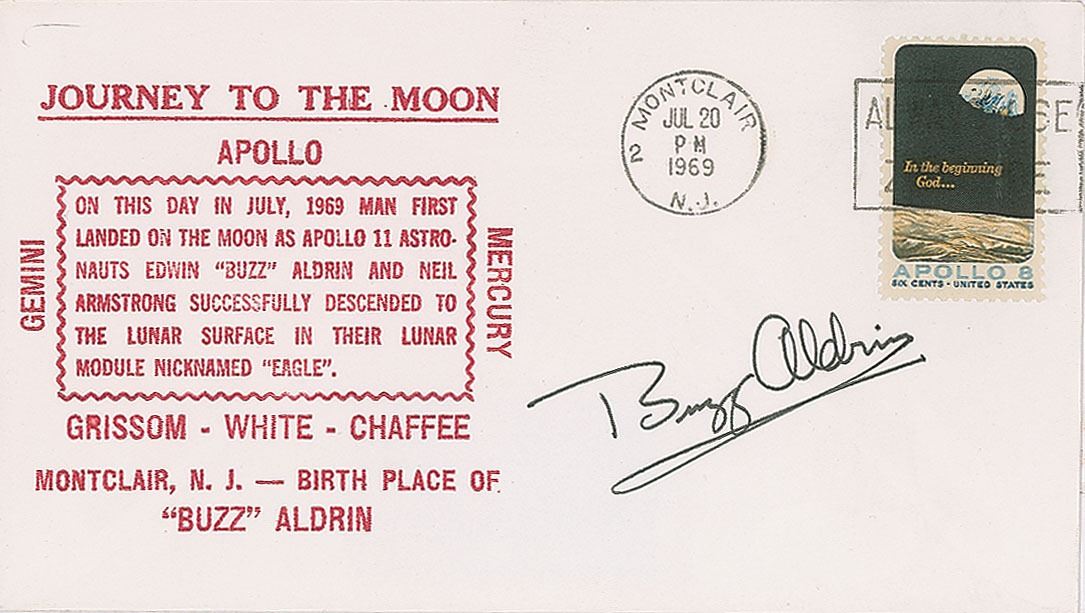 JOURNEY TO THE MOON
APOLLO
GEMINI
ON THIS DAY IN JULY, 1969 MAN FIRST
LANDED ON THE MOON AS APOLLO 11 ASTRO-
NAUTS EDWIN "BUZZ" ALDRIN AND NEIL
ARMSTRONG SUCCESSFULLY DESCENDED TO
THE LUNAR SURFACE IN THEIR LUNAR
MODULE NICKNAMED "EAGLE".
MERCURY
GRISSOM - WHITE - CHAFFEE
MONTCLAIR, N. J. — BIRTH PLACE OF
"BUZZ" ALDRIN
MONTCLAIR
JUL 20
2 PM
1969
N.J.
In the beginning
God...
APOLLO 8
SIX CENTS · UNITED STATES
Buzz Aldrin